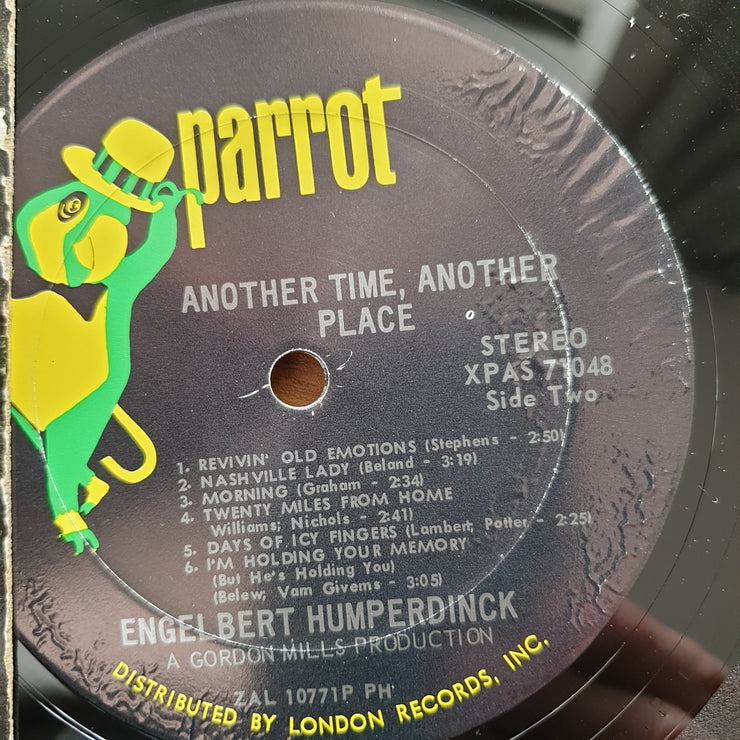 parrot
ANOTHER TIME, ANOTHER
PLACE
STEREO
XPAS 71048
Side Two
1. REVIVIN' OLD EMOTIONS (Stephens - 2:50)
2. NASHVILLE LADY (Beland - 3:19)
3. MORNING (Graham - 2:34)
4. TWENTY MILES FROM HOME
Williams; Nichols - 2:41)
5. DAYS OF ICY FINGERS (Lambert; Potter - 2:25)
6. I'M HOLDING YOUR MEMORY
(But He's Holding You)
(Belew; Vam Givems - 3:05)
ENGELBERT HUMPERDINCK
A GORDON MILLS PRODUCTION
ZAL 10771P PH
DISTRIBUTED BY LONDON RECORDS, INC.